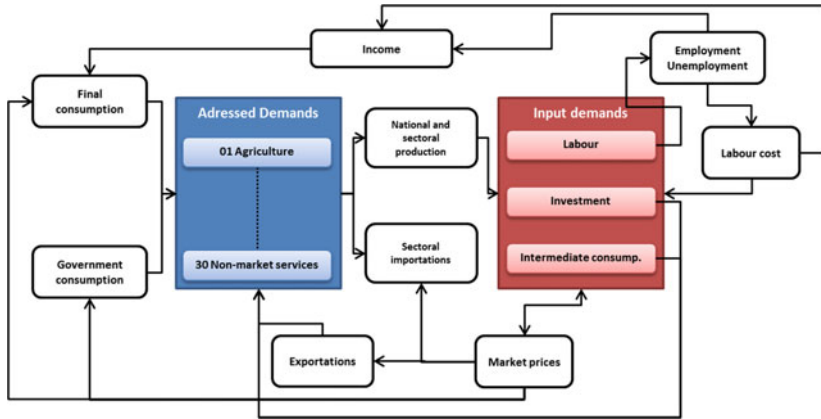 Income
Employment
Unemployment
Final
consumption
Adressed Demands
01 Agriculture
30 Non-market services
National and
sectoral
production
Input demands
Labour
Investment
Intermediate consump.
Labour cost
Government
consumption
Sectoral
importations
Exportations
Market prices